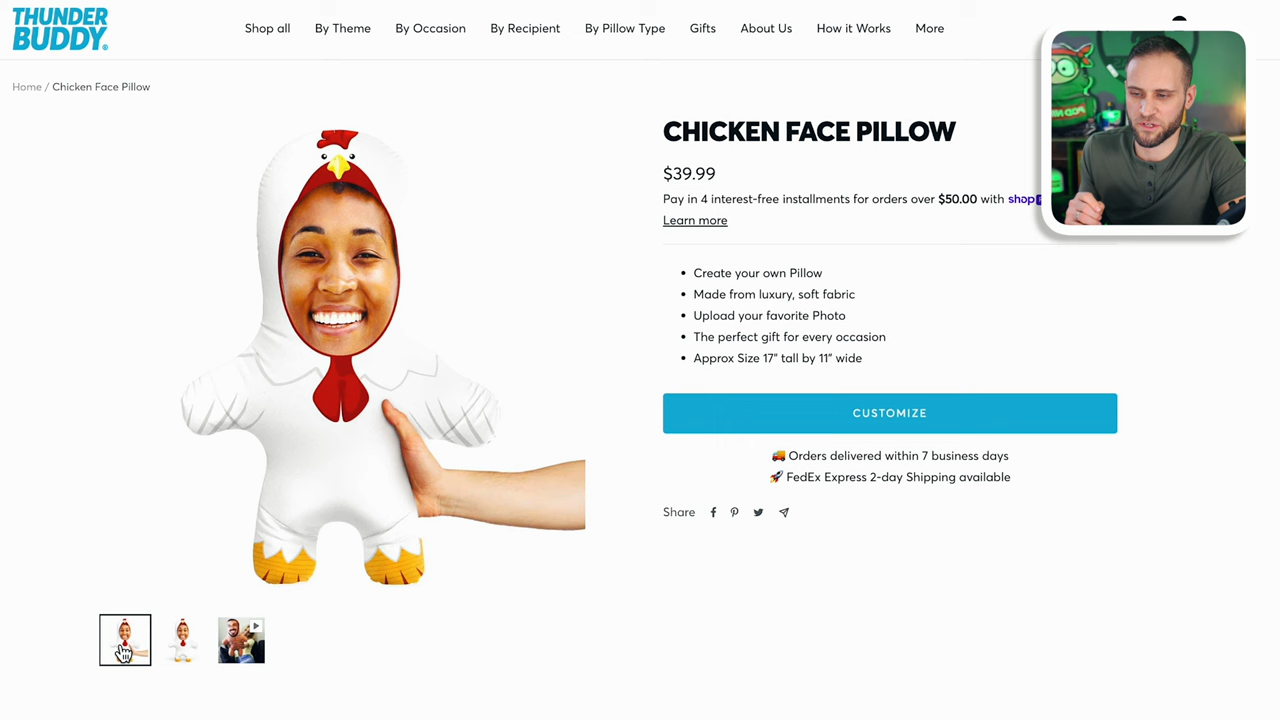 THUNDER
BUDDY®
Shop all
By Theme
By Occasion
By Recipient
By Pillow Type
Gifts
About Us
How it Works
More
Home / Chicken Face Pillow
CHICKEN FACE PILLOW
$39.99
Pay in 4 interest-free installments for orders over $50.00 with shop
Learn more
• Create your own Pillow
• Made from luxury, soft fabric
• Upload your favorite Photo
• The perfect gift for every occasion
• Approx Size 17" tall by 11" wide
CUSTOMIZE
🚚 Orders delivered within 7 business days
🚀 FedEx Express 2-day Shipping available
Share